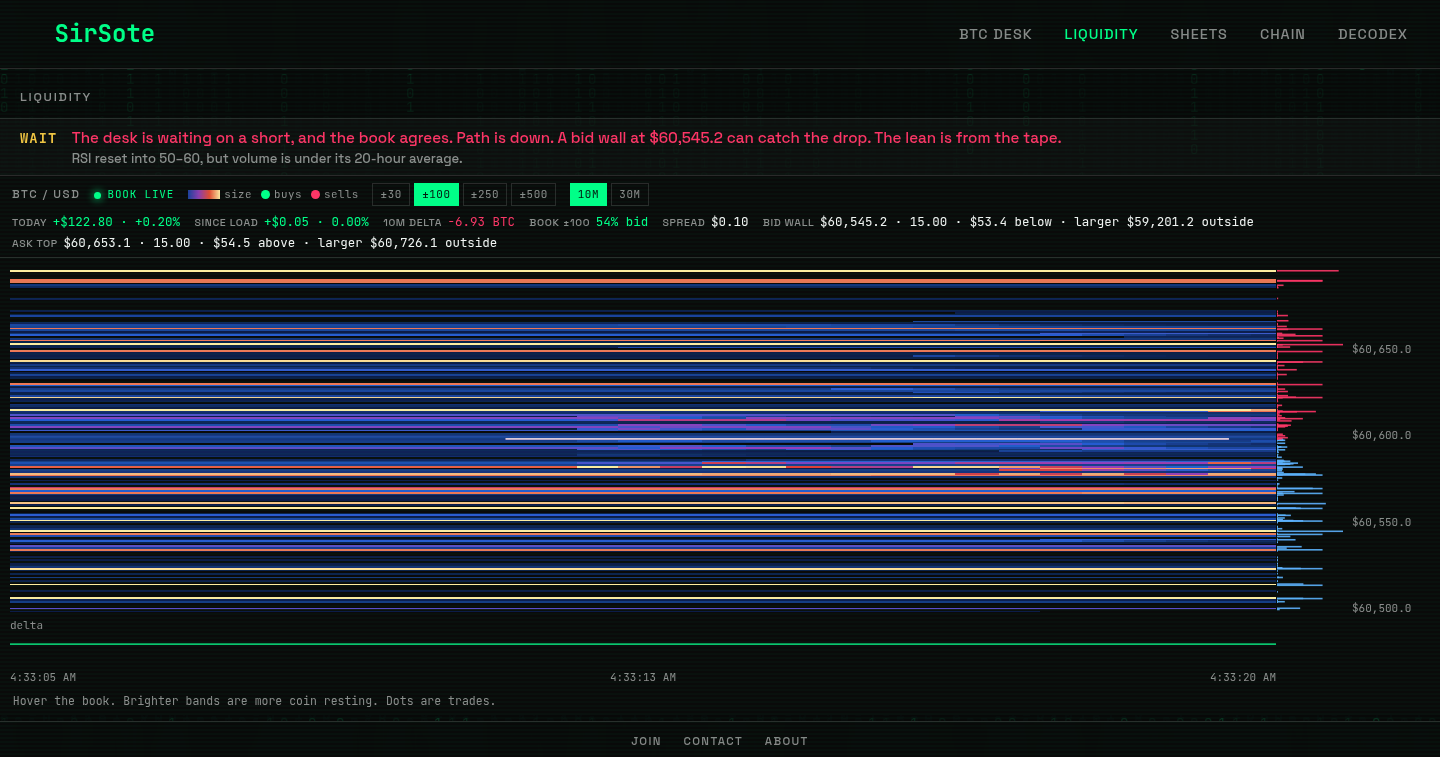 SirSote
BTC DESK LIQUIDITY SHEETS CHAIN DECODEX
LIQUIDITY
WAIT The desk is waiting on a short, and the book agrees. Path is down. A bid wall at $60,545.2 can catch the drop. The lean is from the tape.
RSI reset into 50–60, but volume is under its 20-hour average.
BTC / USD BOOK LIVE size buys sells ±30 ±100 ±250 ±500 10M 30M
TODAY +$122.80 · +0.20% SINCE LOAD +$0.05 · 0.00% 10M DELTA -6.93 BTC BOOK ±100 54% bid SPREAD $0.10 BID WALL $60,545.2 · 15.00 · $53.4 below · larger $59,201.2 outside
ASK TOP $60,653.1 · 15.00 · $54.5 above · larger $60,726.1 outside
$60,650.0
$60,600.0
$60,550.0
$60,500.0
delta
4:33:05 AM 4:33:13 AM 4:33:20 AM
Hover the book. Brighter bands are more coin resting. Dots are trades.
JOIN CONTACT ABOUT